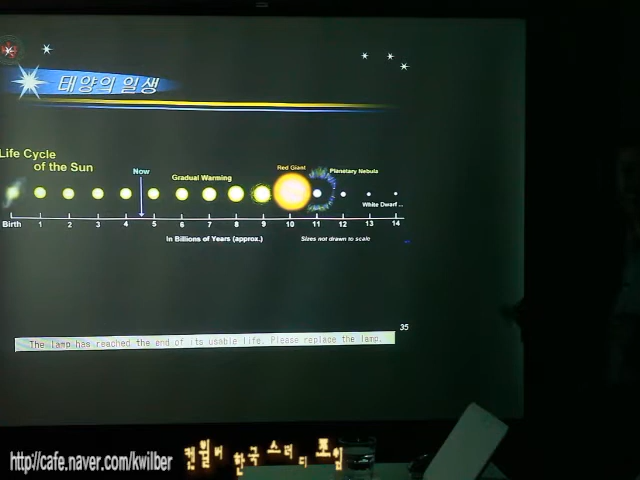 태양의 일생
Life Cycle
of the Sun
Now
Gradual Warming
Red Giant
Planetary Nebula
White Dwarf ...
Birth 1 2 3 4 5 6 7 8 9 10 11 12 13 14
In Billions of Years (approx.)
Sizes not drawn to scale
35
The lamp has reached the end of its usable life. Please replace the lamp.
http://cafe.naver.com/kwilber
켄윌버 한국 스터디 조임